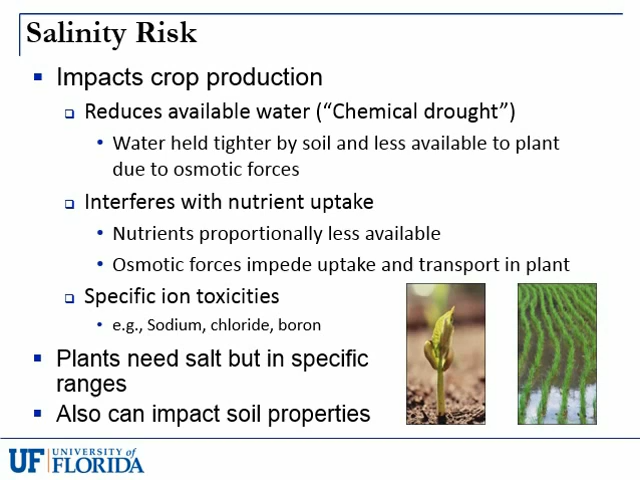 Salinity Risk
Impacts crop production
Reduces available water (“Chemical drought”)
Water held tighter by soil and less available to plant
due to osmotic forces
Interferes with nutrient uptake
Nutrients proportionally less available
Osmotic forces impede uptake and transport in plant
Specific ion toxicities
e.g., Sodium, chloride, boron
Plants need salt but in specific
ranges
Also can impact soil properties
UF UNIVERSITY of
FLORIDA